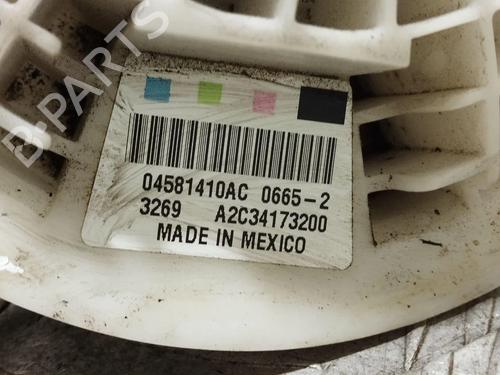 B-PARTS
04581410AC 0665-2
3269 A2C34173200
MADE IN MEXICO